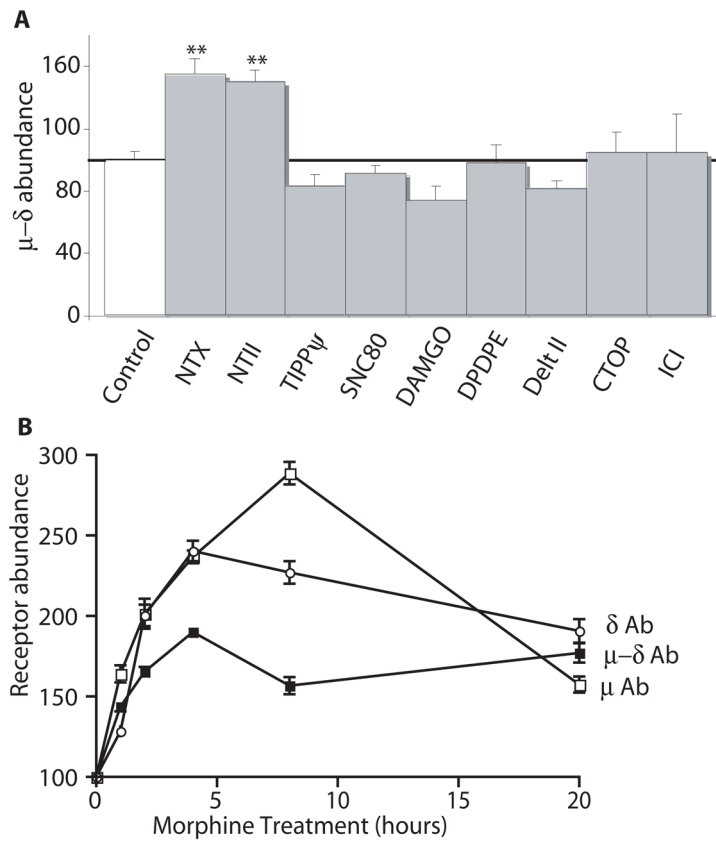 A
μ–δ abundance
160
100
80
40
0
**
**
Control
NTX
NTII
TIPPψ
SNC80
DAMGO
DPDPE
Delt II
CTOP
ICI
B
Receptor abundance
300
250
200
150
100
δ Ab
μ–δ Ab
μ Ab
0
5
10
15
20
Morphine Treatment (hours)